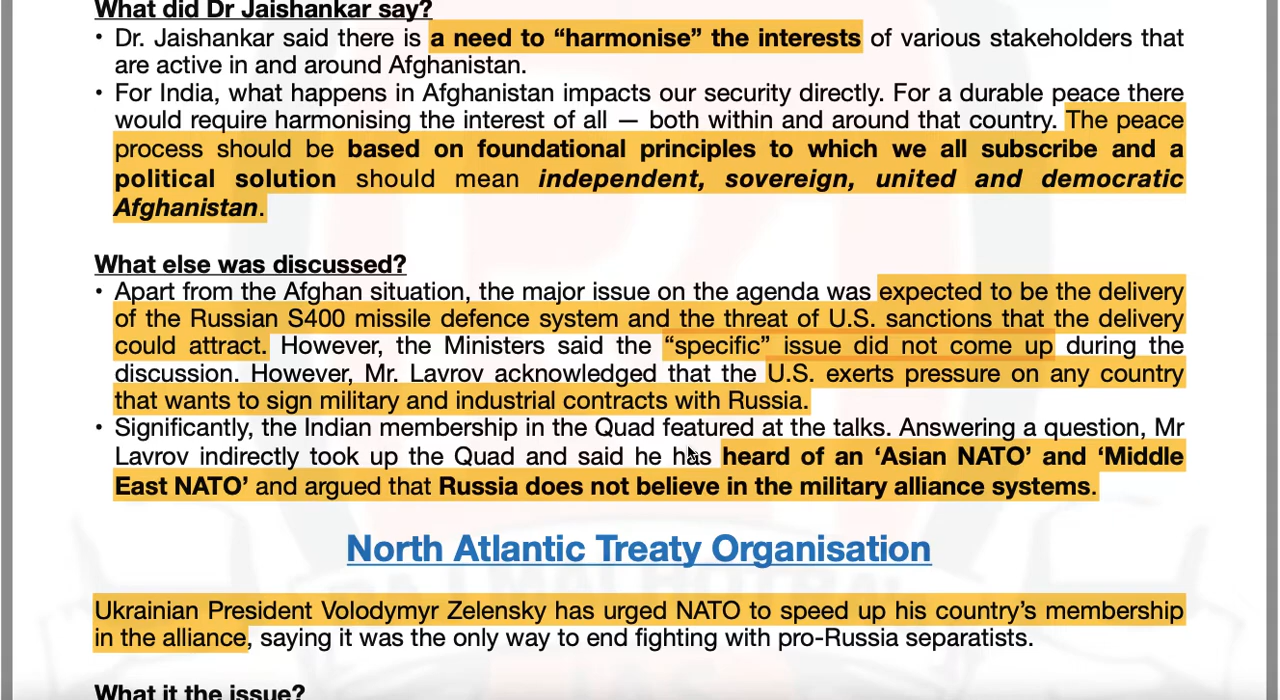 What did Dr Jaishankar say?
• Dr. Jaishankar said there is a need to “harmonise” the interests of various stakeholders that
are active in and around Afghanistan.
• For India, what happens in Afghanistan impacts our security directly. For a durable peace there
would require harmonising the interest of all — both within and around that country. The peace
process should be based on foundational principles to which we all subscribe and a
political solution should mean independent, sovereign, united and democratic
Afghanistan.
What else was discussed?
• Apart from the Afghan situation, the major issue on the agenda was expected to be the delivery
of the Russian S400 missile defence system and the threat of U.S. sanctions that the delivery
could attract. However, the Ministers said the “specific” issue did not come up during the
discussion. However, Mr. Lavrov acknowledged that the U.S. exerts pressure on any country
that wants to sign military and industrial contracts with Russia.
• Significantly, the Indian membership in the Quad featured at the talks. Answering a question, Mr
Lavrov indirectly took up the Quad and said he has heard of an ‘Asian NATO’ and ‘Middle
East NATO’ and argued that Russia does not believe in the military alliance systems.
North Atlantic Treaty Organisation
Ukrainian President Volodymyr Zelensky has urged NATO to speed up his country’s membership
in the alliance, saying it was the only way to end fighting with pro-Russia separatists.
What it the issue?